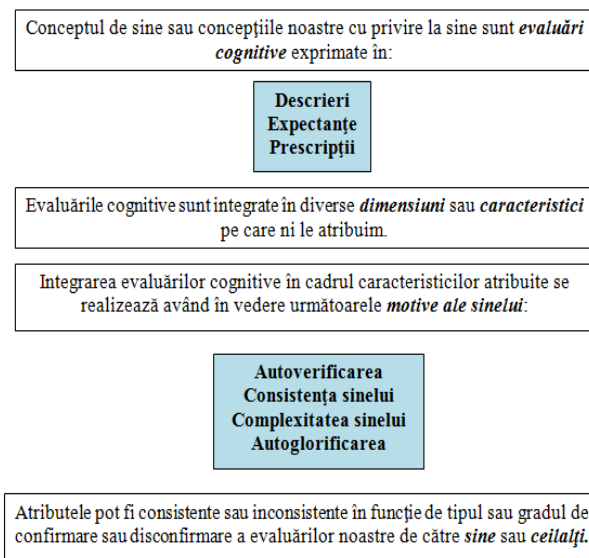 Conceptul de sine sau concepțiile noastre cu privire la sine sunt evaluări
cognitive exprimate în:
Descrieri
Expectanțe
Prescripții
Evaluările cognitive sunt integrate în diverse dimensiuni sau caracteristici
pe care ni le atribuim.
Integrarea evaluărilor cognitive în cadrul caracteristicilor atribuite se
realizează având în vedere următoarele motive ale sinelui:
Autoverificarea
Consistența sinelui
Complexitatea sinelui
Autoglorificarea
Atributele pot fi consistente sau inconsistente în funcție de tipul sau gradul de
confirmare sau disconfirmare a evaluărilor noastre de către sine sau ceilalți.